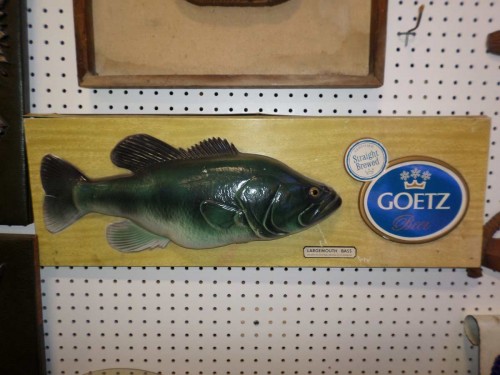 Straight
Brewed
GOETZ
Beer
LARGEMOUTH BASS